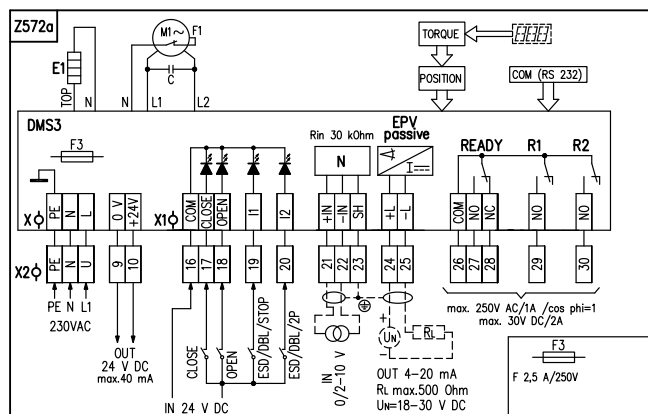 Z572a
E1
TOP
N
N
L1
L2
M1~
F1
C
TORQUE
POSITION
COM (RS 232)
DMS3
F3
Rin 30 kOhm
N
EPV
passive
I
READY
R1
R2
X
PE
N
L
0 V
+24V
X1
COM
CLOSE
OPEN
I1
I2
+IN
-IN
SH
+L
-L
COM
NO
NC
NO
NO
X2
PE
N
U
9
10
16
17
18
19
20
21
22
23
24
25
26
27
28
29
30
PE N L1
230VAC
OUT
24 V DC
max.40 mA
CLOSE
OPEN
ESD/DBL/STOP
ESD/DBL/2P
IN 24 V DC
IN
0/2-10 V
+
UN
-
RL
OUT 4-20 mA
RL max.500 Ohm
UN=18-30 V DC
max. 250V AC/1A /cos phi=1
max. 30V DC/2A
F3
F 2,5 A/250V